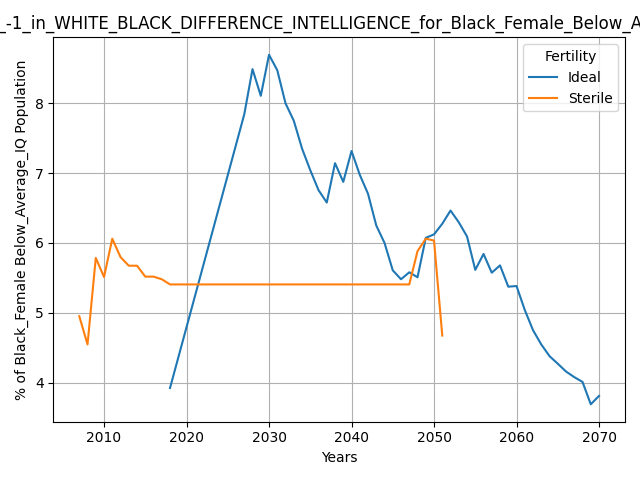 _-1_in_WHITE_BLACK_DIFFERENCE_INTELLIGENCE_for_Black_Female_Below_A
Fertility
Ideal
Sterile
% of Black_Female Below_Average_IQ Population
8
7
6
5
4
2010 2020 2030 2040 2050 2060 2070
Years